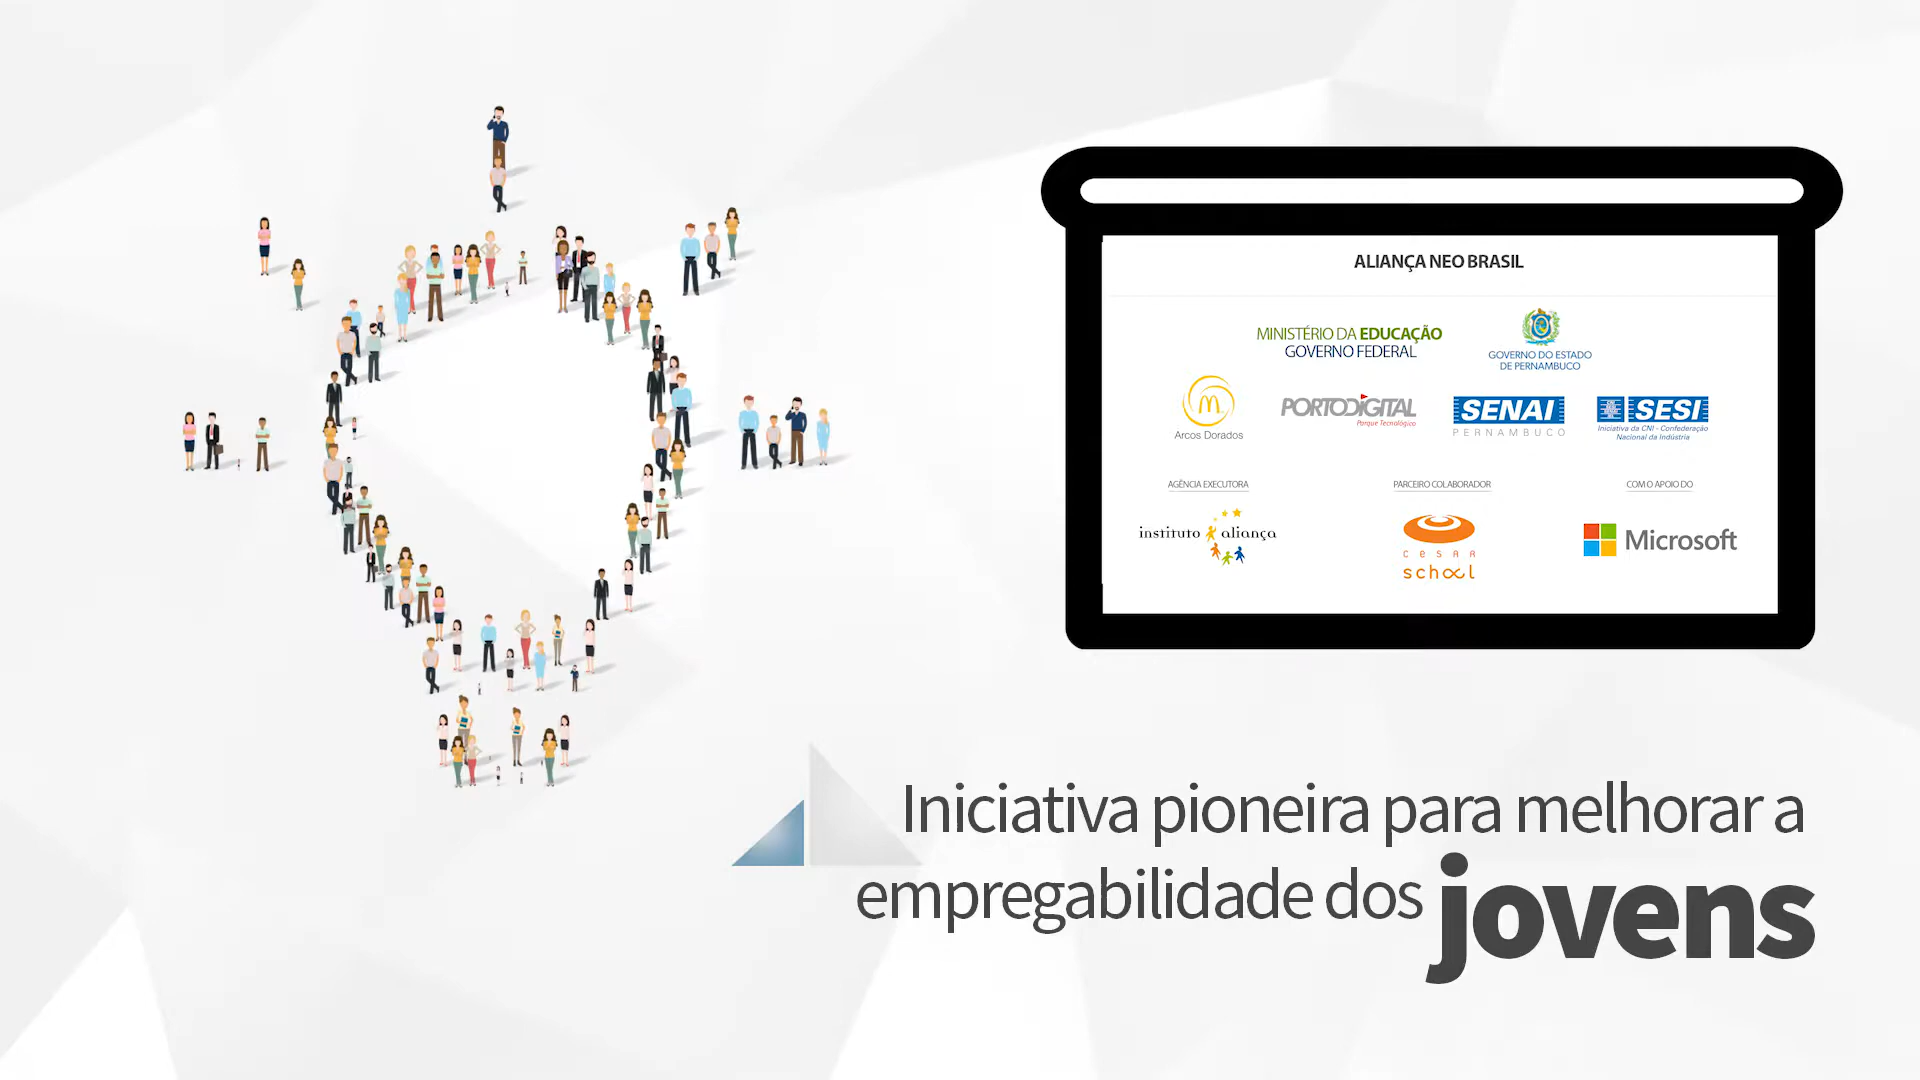 ALIANÇA NEO BRASIL
MINISTÉRIO DA EDUCAÇÃO
GOVERNO FEDERAL
GOVERNO DO ESTADO
DE PERNAMBUCO
Arcos Dorados
PORTODIGITAL
Parque Tecnológico
SENAI
PERNAMBUCO
SESI
Iniciativa da CNI - Confederação
Nacional da Indústria
AGÊNCIA EXECUTORA
PARCEIRO COLABORADOR
COM O APOIO DO
instituto aliança
CESAR
school
Microsoft
Iniciativa pioneira para melhorar a
empregabilidade dos jovens